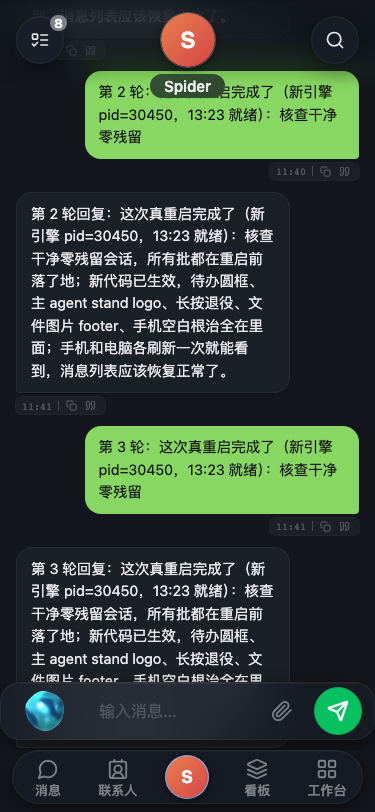 8
S
Spider
第 2 轮：
启完成了（新引擎
pid=30450，13:23 就绪）：核查干净
零残留
11:40
第 2 轮回复：这次真重启完成了（新
引擎 pid=30450，13:23 就绪）：核查
干净零残留会话，所有批都在重启前
落了地；新代码已生效，待办圆框、
主 agent stand logo、长按退役、文
件图片 footer、手机空白根治全在里
面；手机和电脑各刷新一次就能看
到，消息列表应该恢复正常了。
11:41
第 3 轮：这次真重启完成了（新引擎
pid=30450，13:23 就绪）：核查干净
零残留
11:41
第 3 轮回复：这次真重启完成了（新
引擎 pid=30450，13:23 就绪）：核查
干净零残留会话，所有批都在重启前
落了地；新代码已生效，待办圆框、
主 agent stand logo、长按退役、文
件图片 footer、手机空白根治全在里
输入消息...
消息
联系人
S
看板
工作台